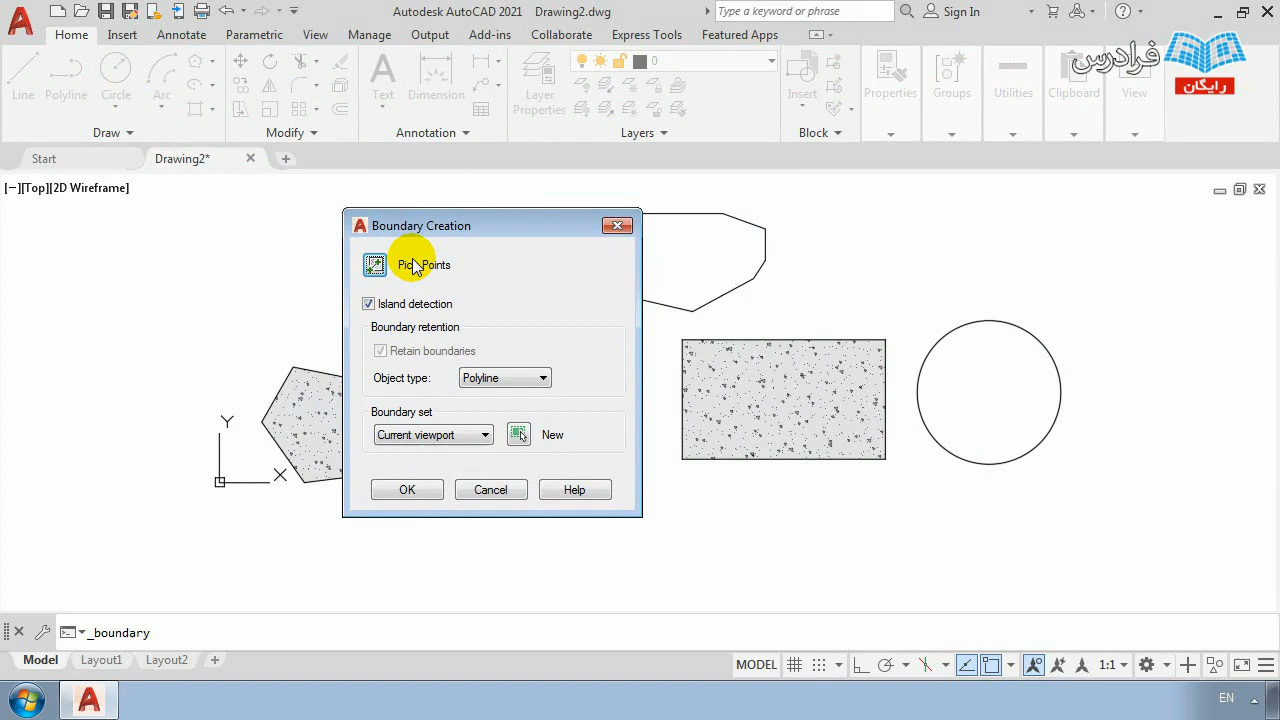 Autodesk AutoCAD 2021 Drawing2.dwg
Type a keyword or phrase
Sign In
Home Insert Annotate Parametric View Manage Output Add-ins Collaborate Express Tools Featured Apps
فرادرس
رایگان
Line Polyline Circle Arc
Text Dimension
Layer Properties
0
Insert
Properties Groups Utilities Clipboard View
Draw Modify Annotation Layers Block
Start Drawing2*
[−][Top][2D Wireframe]
Boundary Creation
Pick Points
Island detection
Boundary retention
Retain boundaries
Object type: Polyline
Boundary set
Current viewport New
OK Cancel Help
Y
X
_boundary
Model Layout1 Layout2
MODEL 1:1
EN